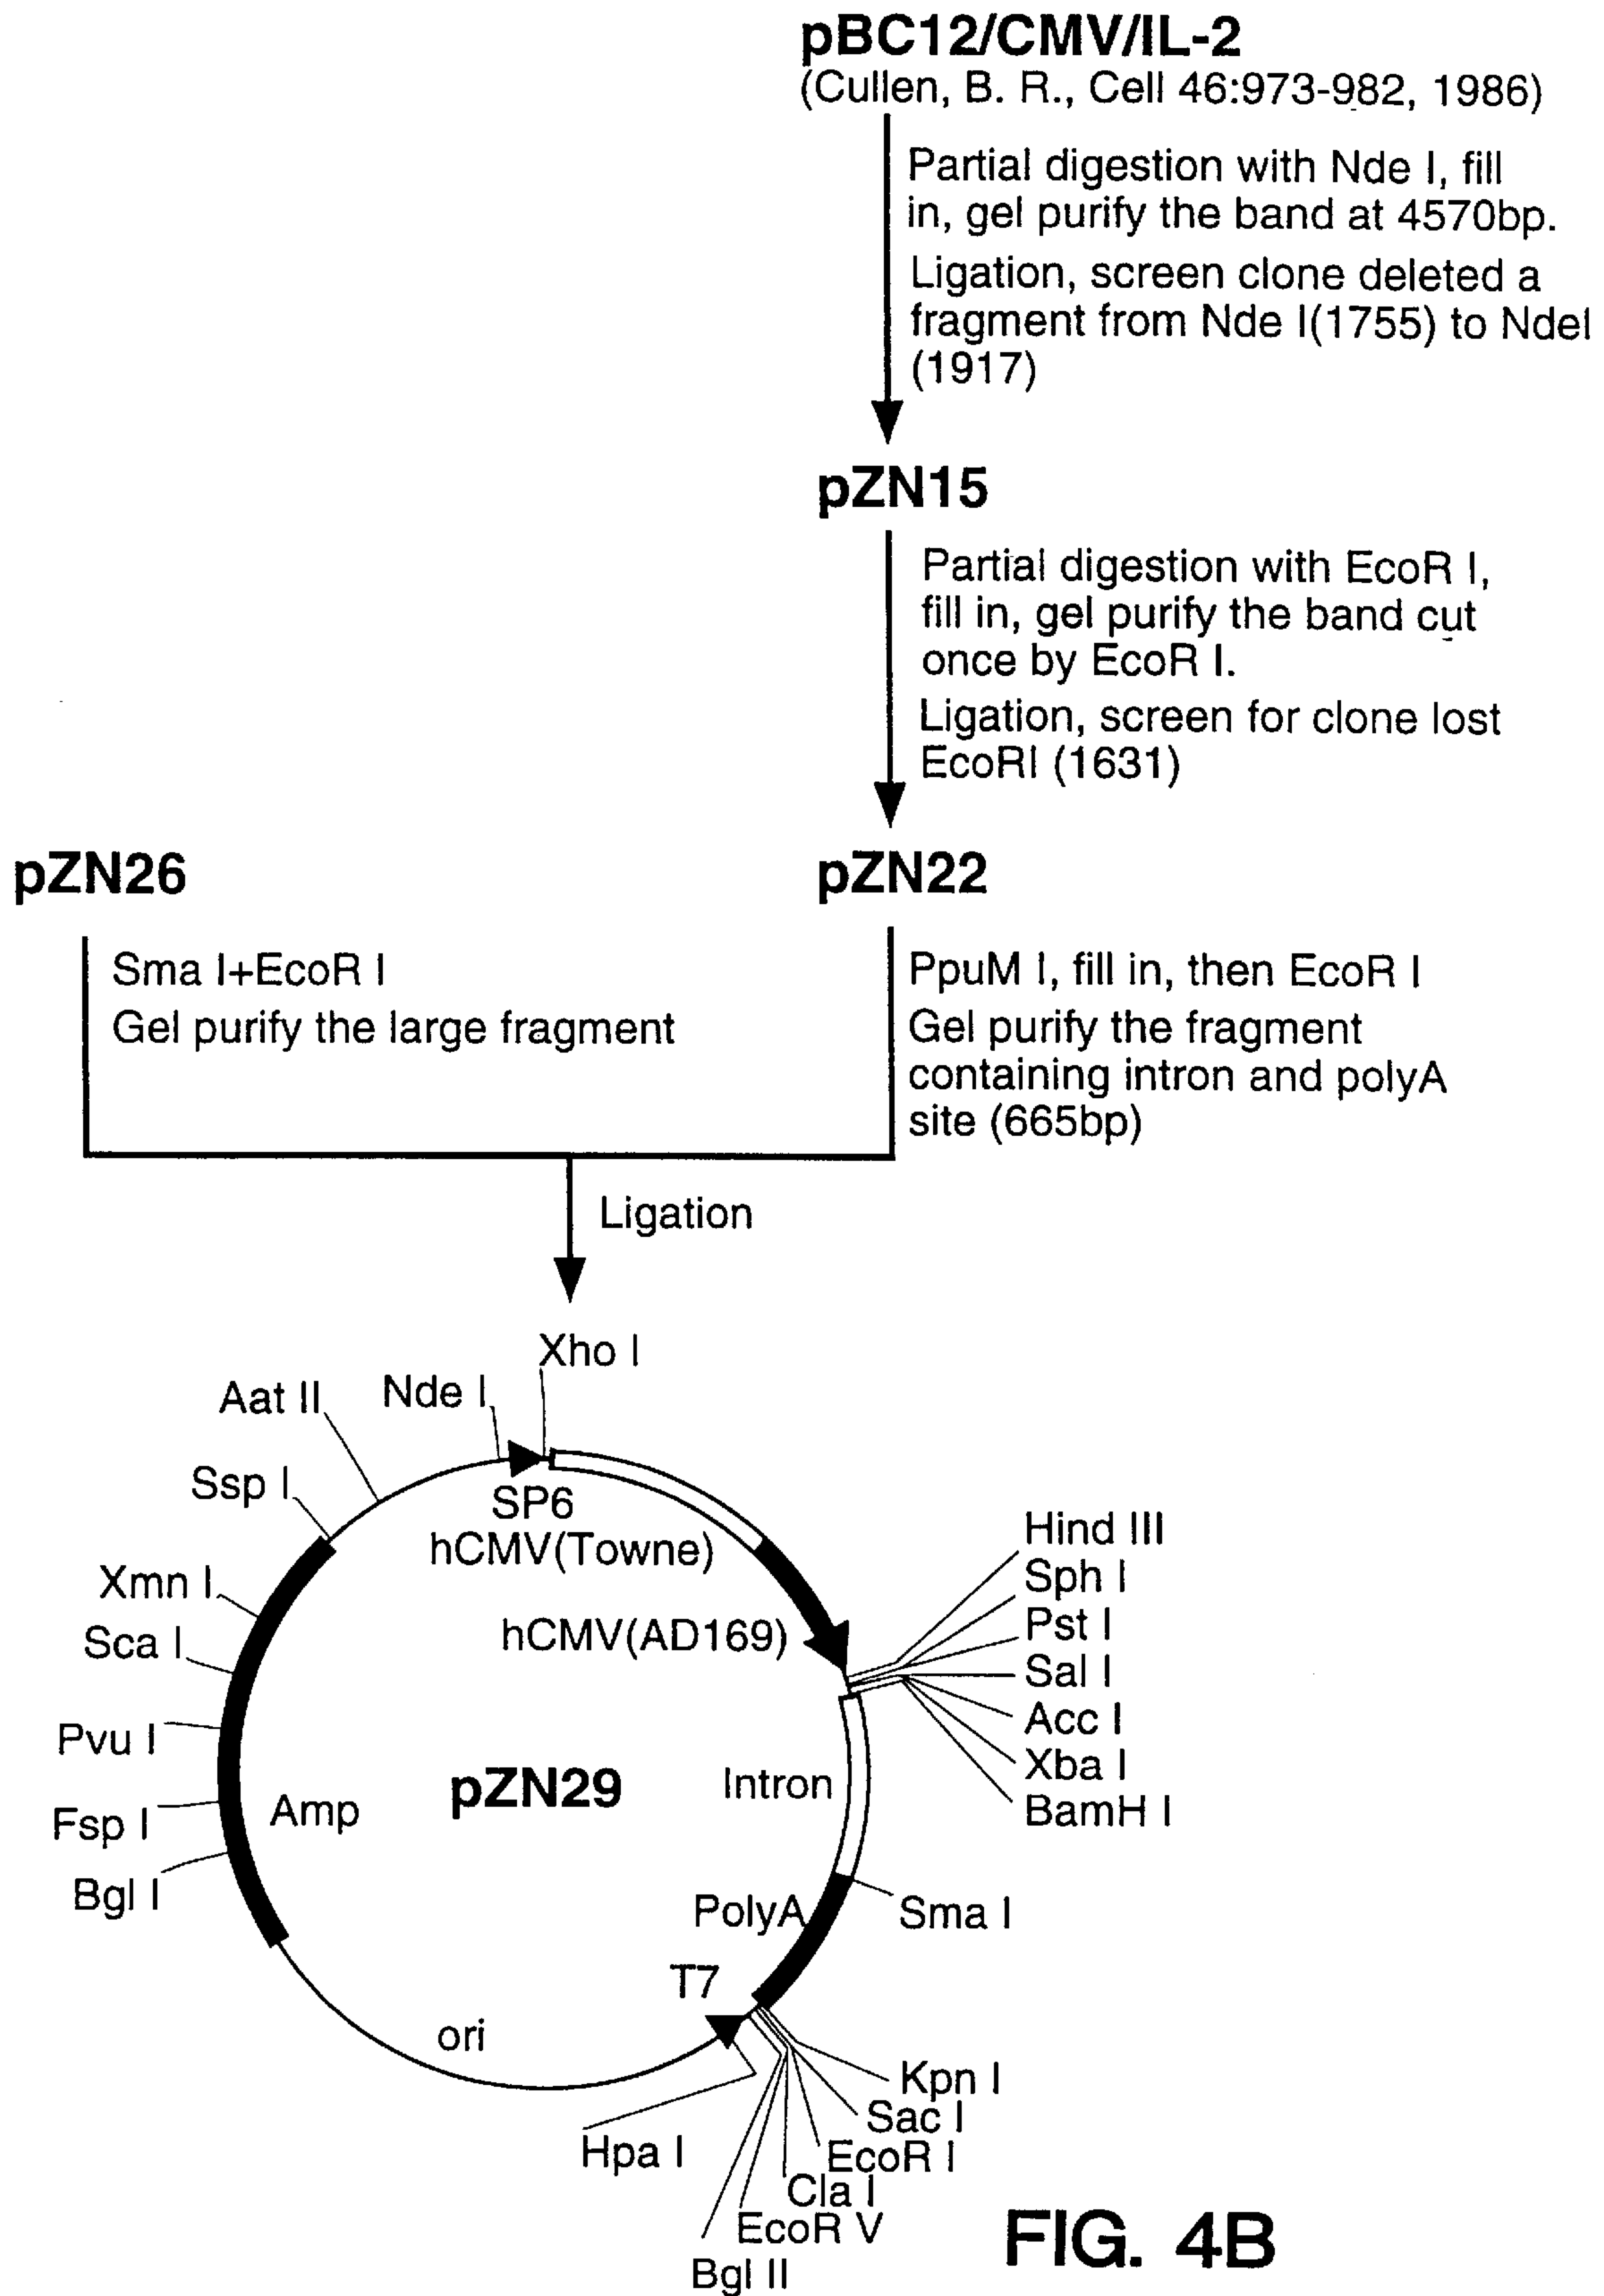 pBC12/CMV/IL-2
(Cullen, B. R., Cell 46:973-982, 1986)
Partial digestion with Nde I, fill
in, gel purify the band at 4570bp.
Ligation, screen clone deleted a
fragment from Nde I(1755) to NdeI
(1917)
pZN15
Partial digestion with EcoR I,
fill in, gel purify the band cut
once by EcoR I.
Ligation, screen for clone lost
EcoRI (1631)
pZN26
pZN22
Sma I+EcoR I
Gel purify the large fragment
PpuM I, fill in, then EcoR I
Gel purify the fragment
containing intron and polyA
site (665bp)
Ligation
Xho I
Nde I
Aat II
Ssp I
Xmn I
Sca I
Pvu I
Fsp I
Bgl I
SP6
hCMV(Towne)
hCMV(AD169)
Hind III
Sph I
Pst I
Sal I
Acc I
Xba I
BamH I
Intron
pZN29
Amp
PolyA
Sma I
T7
ori
Kpn I
Sac I
EcoR I
Cla I
EcoR V
Bgl II
Hpa I
FIG. 4B